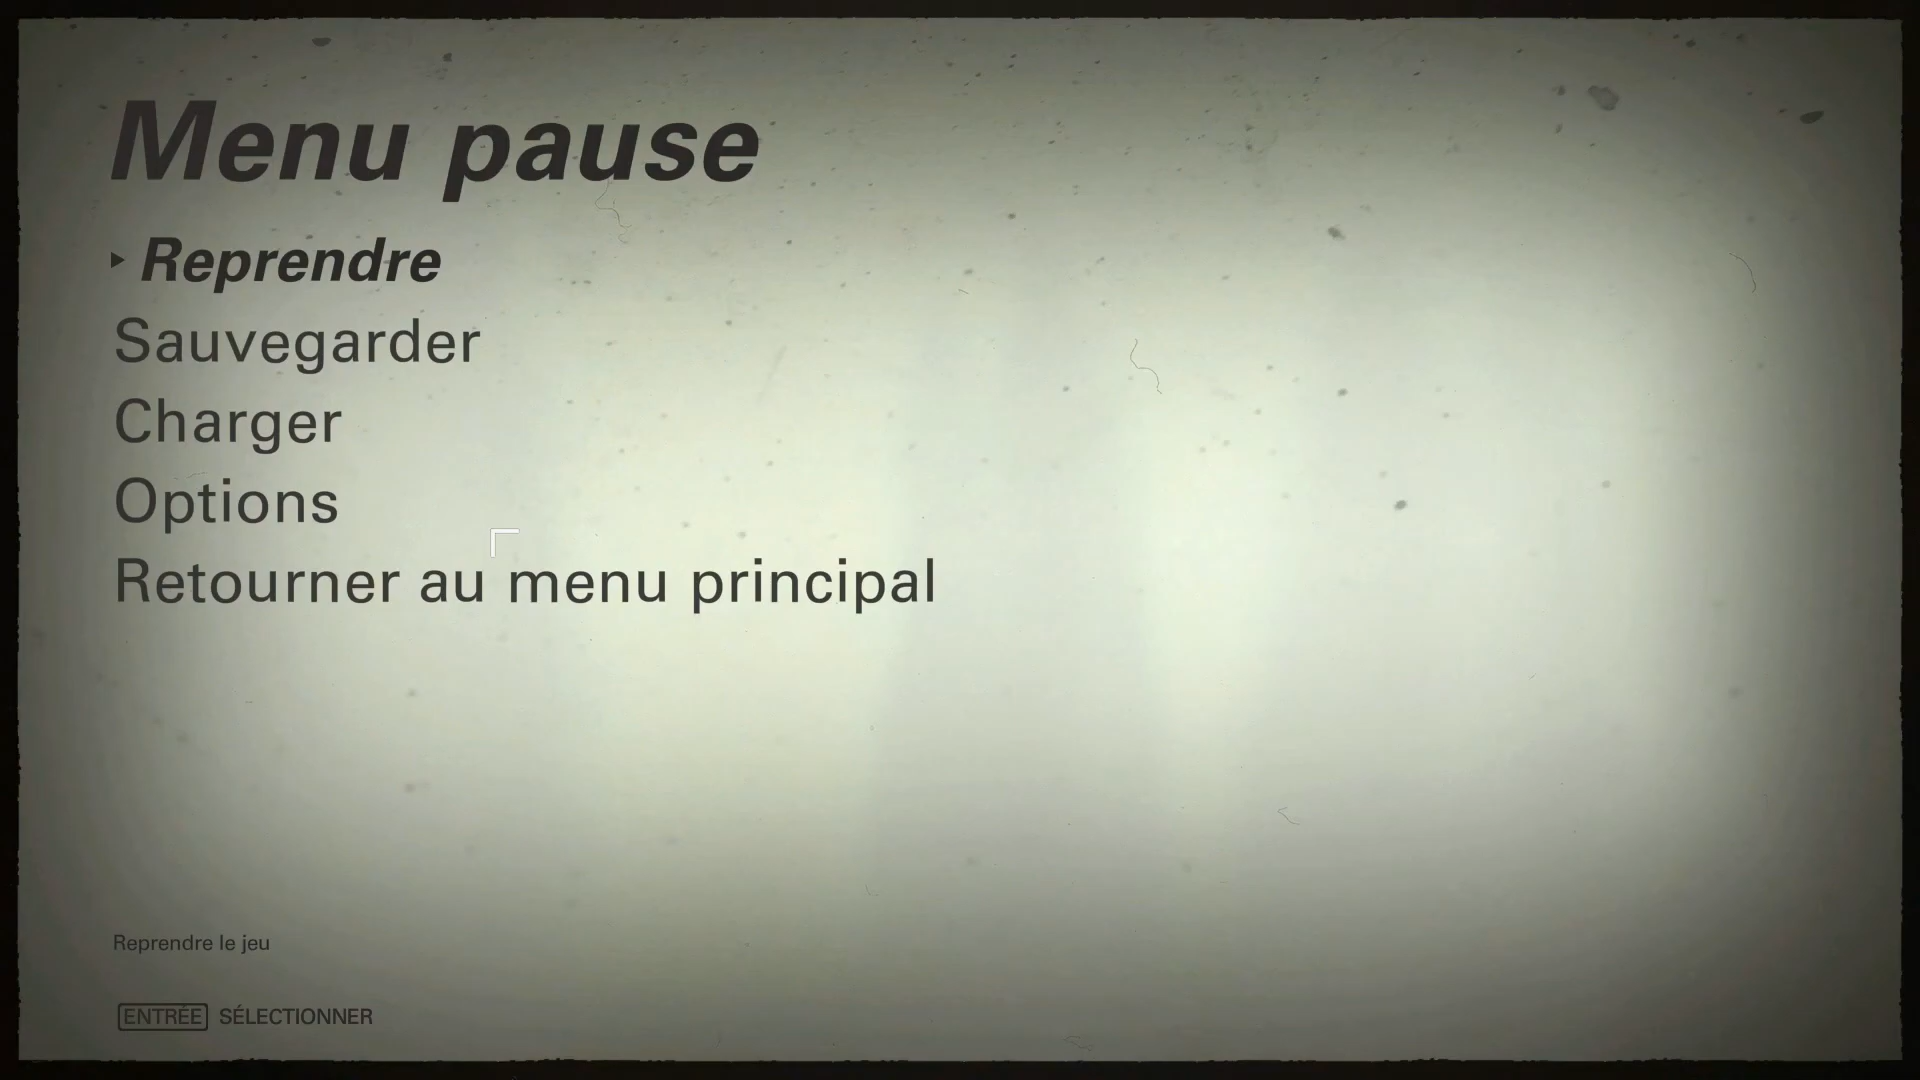 Menu pause
Reprendre
Sauvegarder
Charger
Options
Retourner au menu principal
Reprendre le jeu
ENTRÉE SÉLECTIONNER